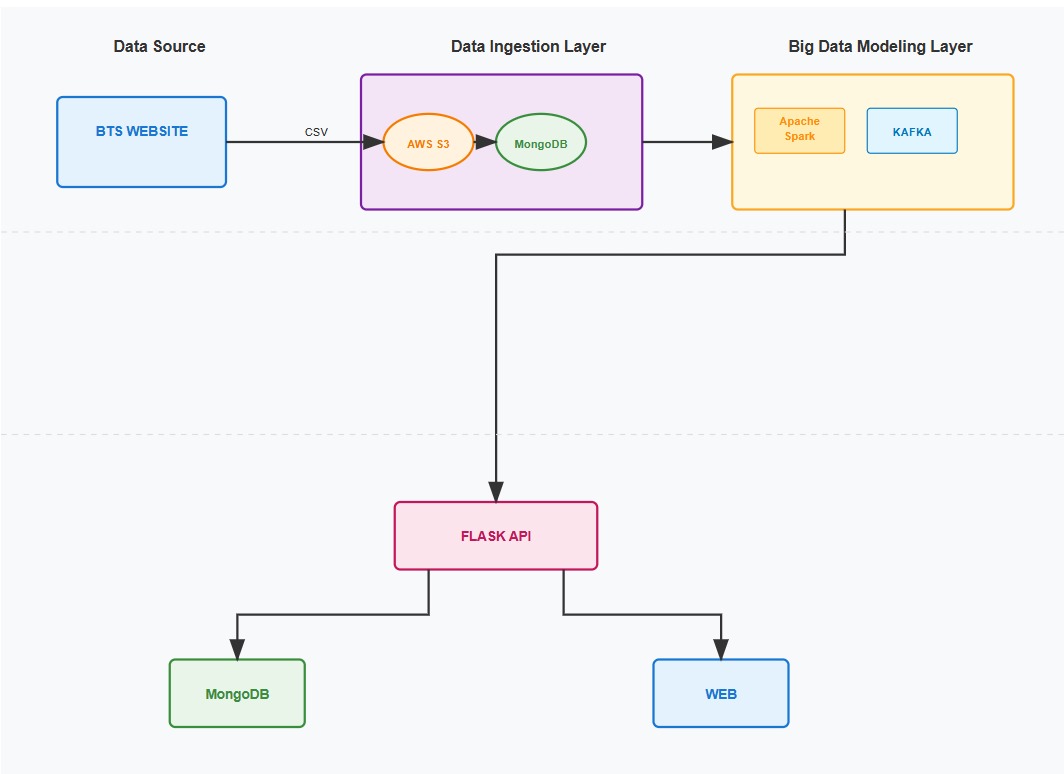 Data Source
Data Ingestion Layer
Big Data Modeling Layer
BTS WEBSITE
CSV
AWS S3
MongoDB
Apache
Spark
KAFKA
FLASK API
MongoDB
WEB